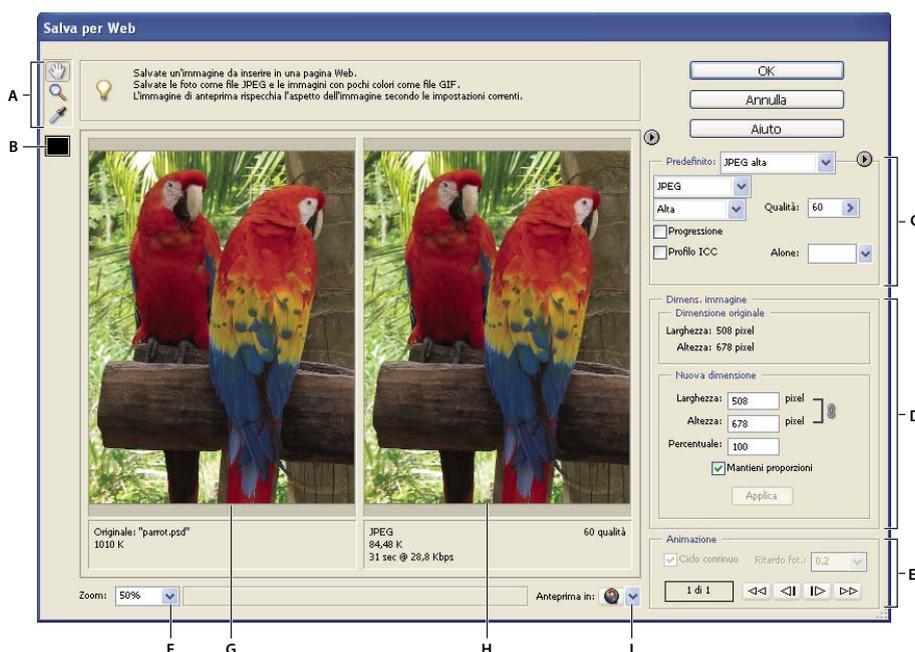 Salva per Web
A
B
Salvate un'immagine da inserire in una pagina Web.
Salvate le foto come file JPEG e le immagini con pochi colori come file GIF.
L'immagine di anteprima rispecchia l'aspetto dell'immagine secondo le impostazioni correnti.
OK
Annulla
Aiuto
Predefinito: JPEG alta
JPEG
Alta
Qualità: 60
Progressione
Profilo ICC
Alone:
C
Dimens. immagine
Dimensione originale
Larghezza: 508 pixel
Altezza: 678 pixel
Nuova dimensione
Larghezza: 508 pixel
Altezza: 678 pixel
Percentuale: 100
Mantieni proporzioni
Applica
D
Originale: "parrot.psd"
1010 K
JPEG
60 qualità
84,48 K
31 sec @ 28,8 Kbps
Animazione
Ciclo continuo
Ritardo fot.: 0,2
1 di 1
E
Zoom: 50%
Anteprima in:
F
G
H
I